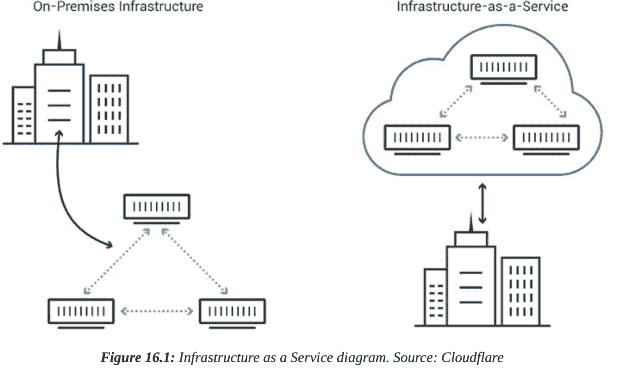 On-Premises Infrastructure
Infrastructure-as-a-Service
Figure 16.1: Infrastructure as a Service diagram. Source: Cloudflare